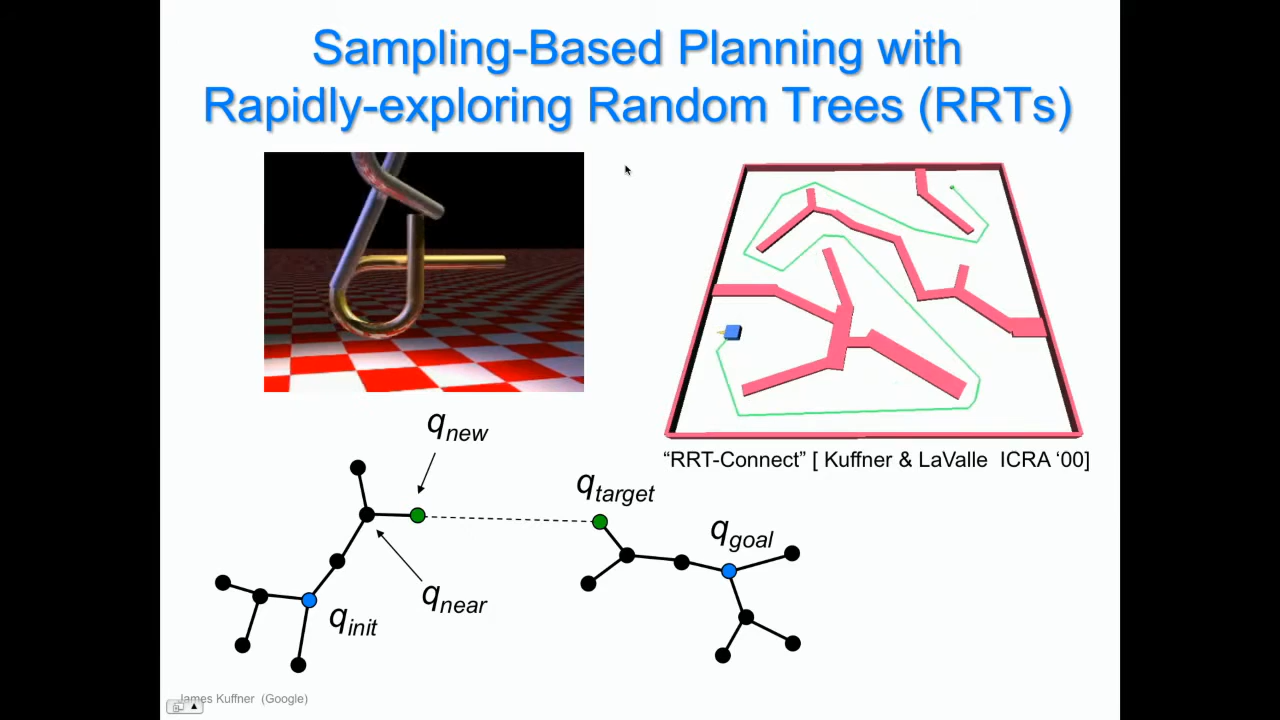 Sampling-Based Planning with
Rapidly-exploring Random Trees (RRTs)
"RRT-Connect" [ Kuffner & LaValle  ICRA ‘00]
qnew
qtarget
qgoal
qnear
qinit
James Kuffner  (Google)